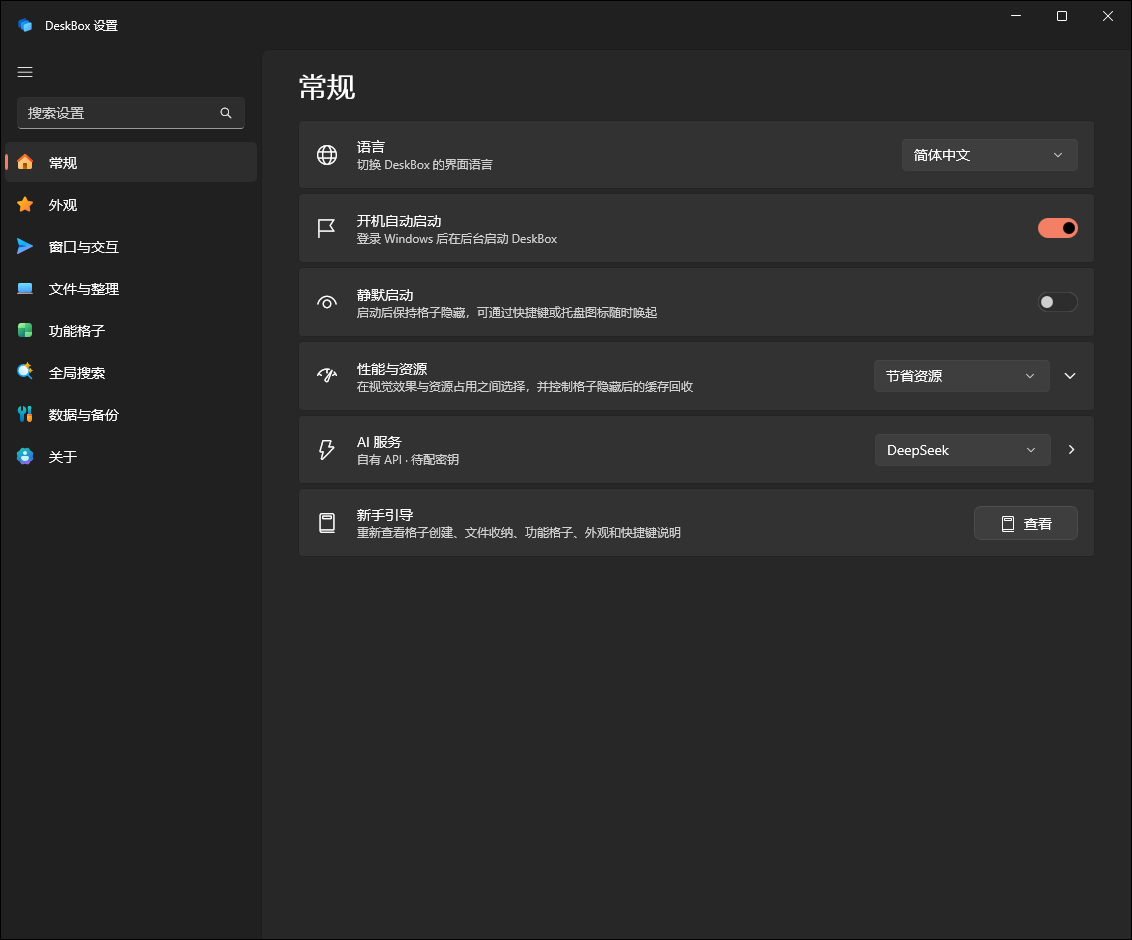 DeskBox 设置
搜索设置
常规
外观
窗口与交互
文件与整理
功能格子
全局搜索
数据与备份
关于
常规
语言
切换 DeskBox 的界面语言
简体中文
开机自动启动
登录 Windows 后在后台启动 DeskBox
静默启动
启动后保持格子隐藏，可通过快捷键或托盘图标随时唤起
性能与资源
在视觉效果与资源占用之间选择，并控制格子隐藏后的缓存回收
节省资源
AI 服务
自有 API · 待配密钥
DeepSeek
新手引导
重新查看格子创建、文件收纳、功能格子、外观和快捷键说明
查看